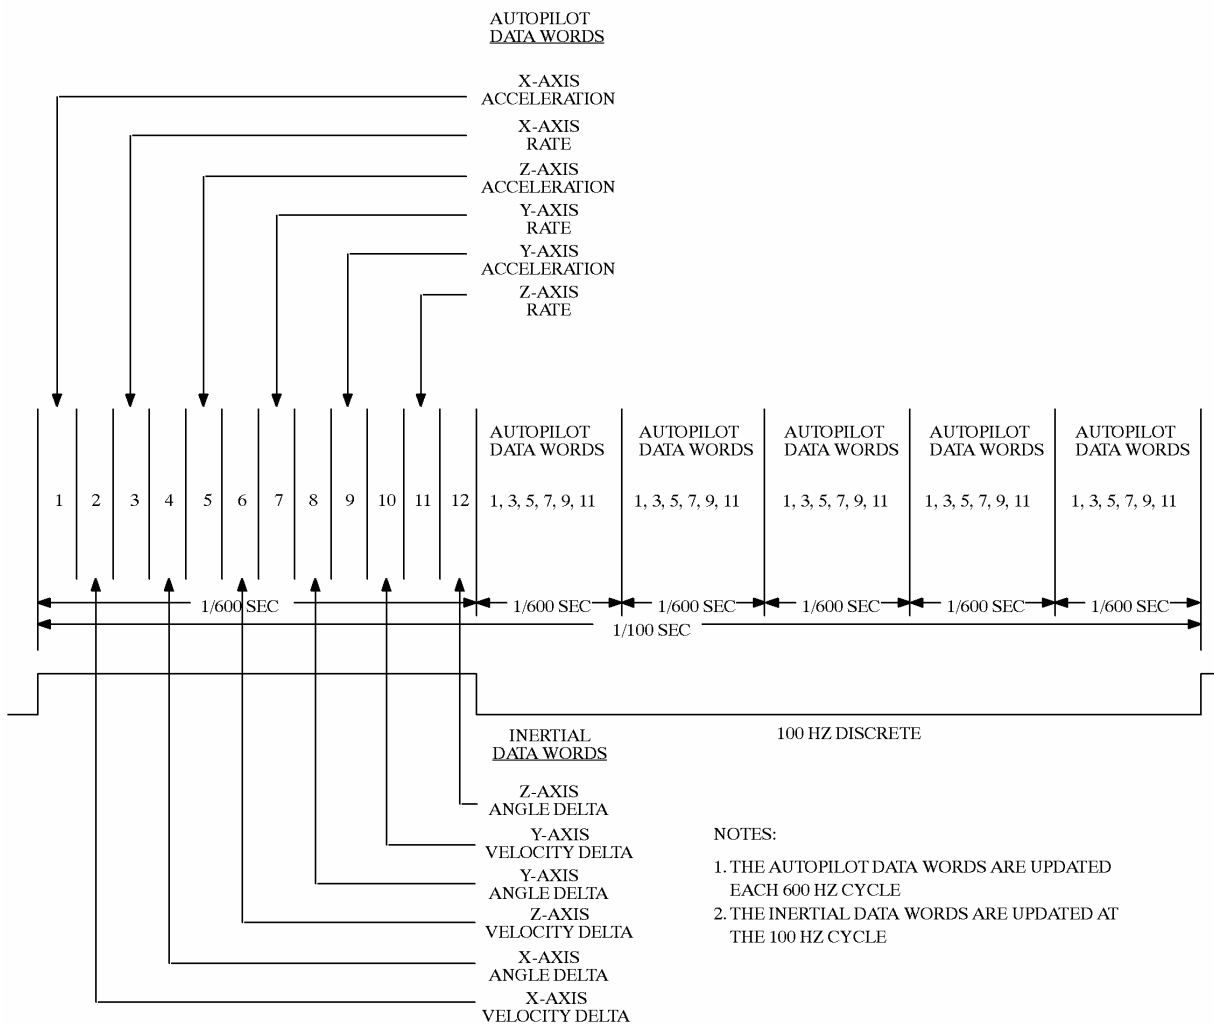 AUTOPILOT
DATA WORDS
X-AXIS
ACCELERATION
X-AXIS
RATE
Z-AXIS
ACCELERATION
Y-AXIS
RATE
Y-AXIS
ACCELERATION
Z-AXIS
RATE
AUTOPILOT
DATA WORDS
AUTOPILOT
DATA WORDS
AUTOPILOT
DATA WORDS
AUTOPILOT
DATA WORDS
AUTOPILOT
DATA WORDS
1 2 3 4 5 6 7 8 9 10 11 12 1, 3, 5, 7, 9, 11 1, 3, 5, 7, 9, 11 1, 3, 5, 7, 9, 11 1, 3, 5, 7, 9, 11 1, 3, 5, 7, 9, 11
1/600 SEC 1/600 SEC 1/600 SEC 1/600 SEC 1/600 SEC 1/600 SEC
1/100 SEC
100 HZ DISCRETE
INERTIAL
DATA WORDS
Z-AXIS
ANGLE DELTA
Y-AXIS
VELOCITY DELTA
Y-AXIS
ANGLE DELTA
Z-AXIS
VELOCITY DELTA
X-AXIS
ANGLE DELTA
X-AXIS
VELOCITY DELTA
NOTES:
1. THE AUTOPILOT DATA WORDS ARE UPDATED
EACH 600 HZ CYCLE
2. THE INERTIAL DATA WORDS ARE UPDATED AT
THE 100 HZ CYCLE